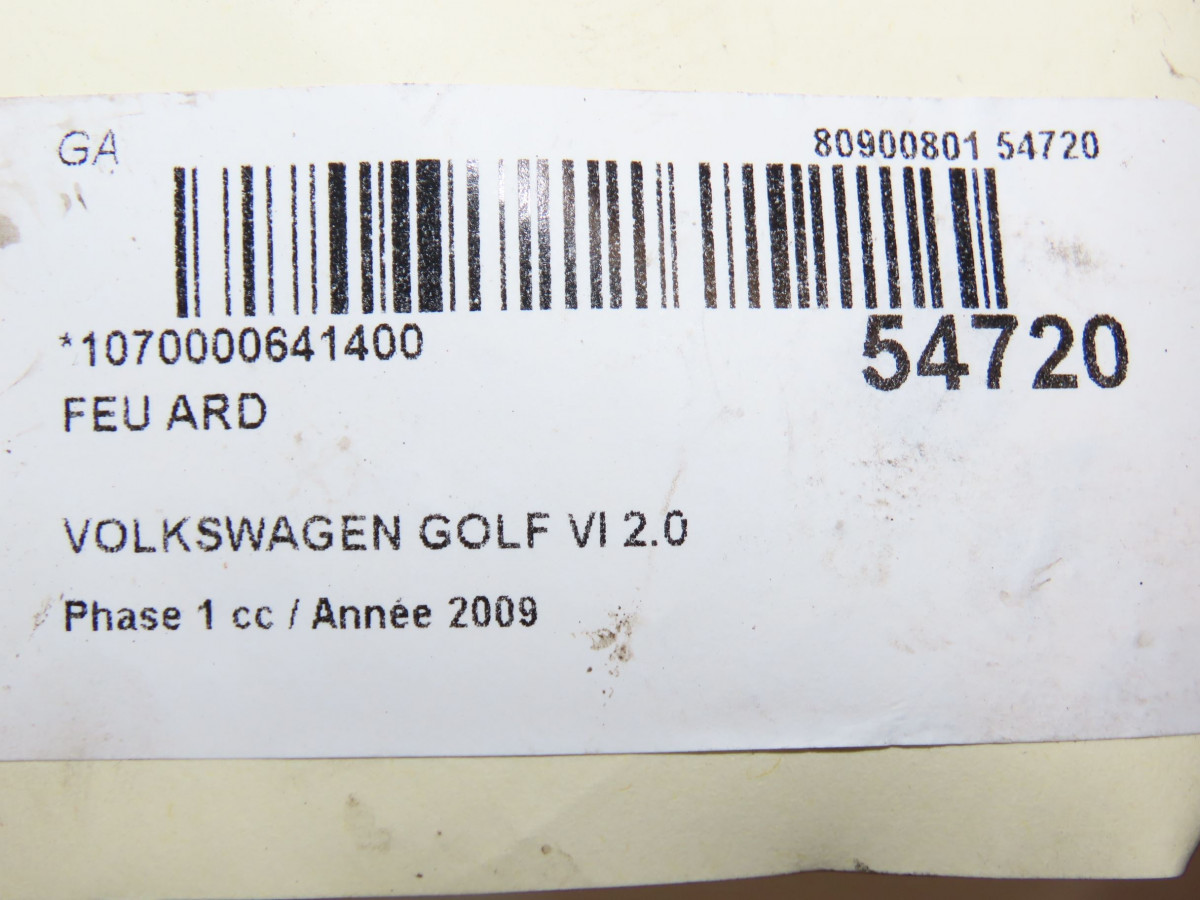 GA
80900801 54720
*1070000641400
54720
FEU ARD
VOLKSWAGEN GOLF VI 2.0
Phase 1 cc / Année 2009